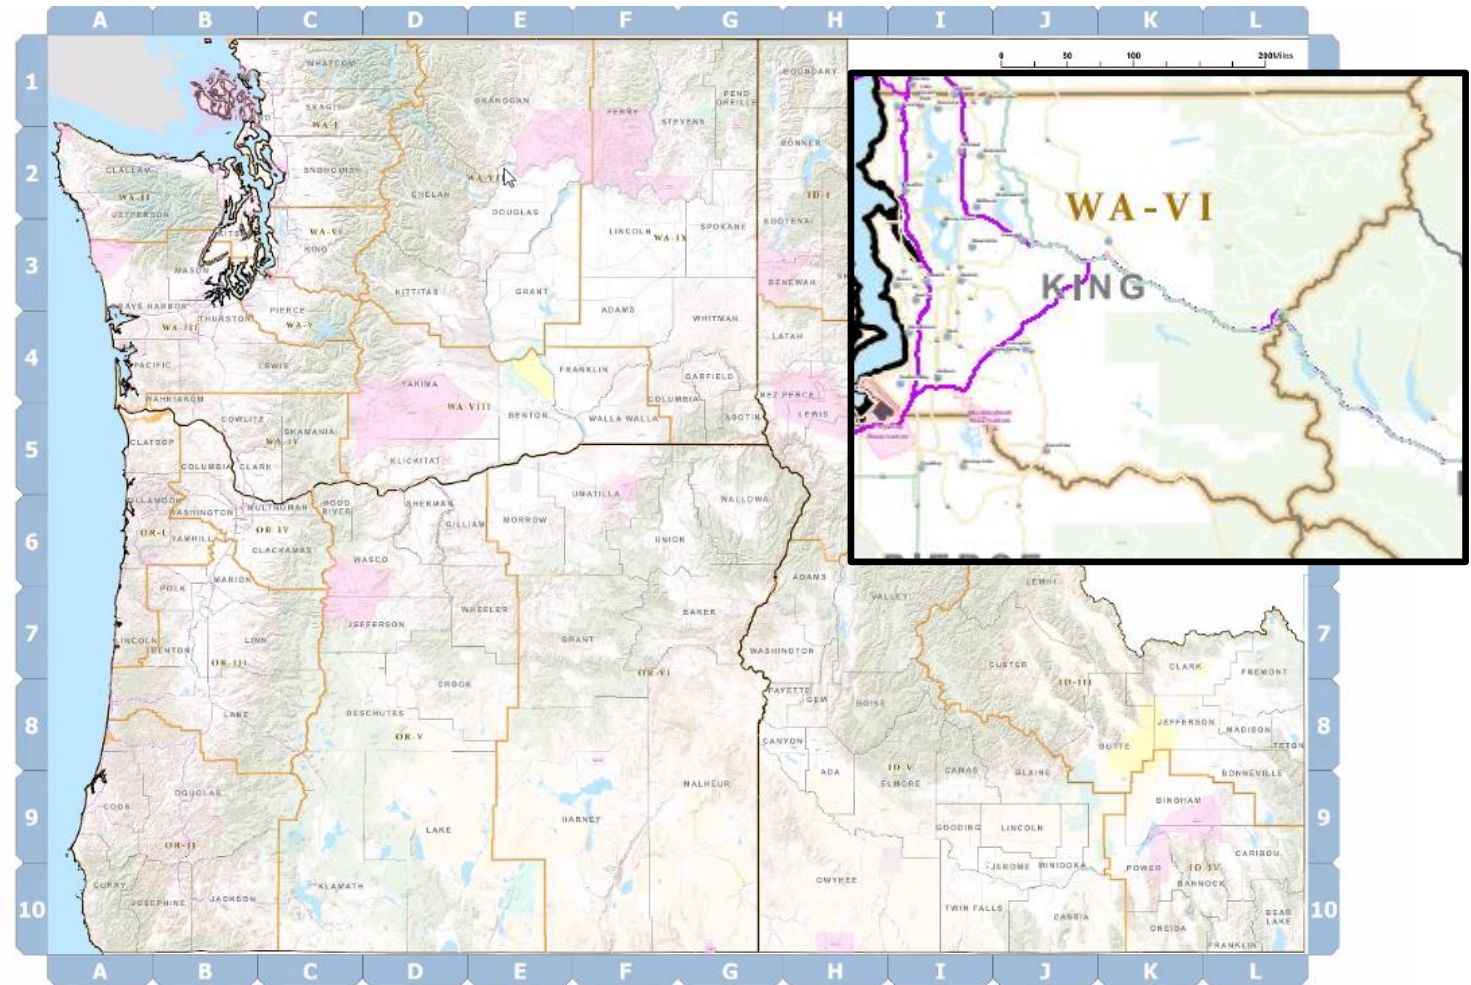 A B C D E F G H I J K L
0 50 100 200 Miles
1
WHATCOM
OKANOGAN
FERRY
PEND OREILLE
BOUNDARY
SKAGIT
WA-I
STEVENS
BONNER
2
CLALLAM
WA-II
JEFFERSON
SNOHOMISH
CHELAN
DOUGLAS
ID-I
WA-VI
KING
LINCOLN
WA-IX
SPOKANE
KOOTENAI
3
MASON
KITTITAS
GRANT
BENEWAH
GRAYS HARBOR
WA-III
THURSTON
PIERCE
WA-V
ADAMS
WHITMAN
LATAH
4
PACIFIC
LEWIS
YAKIMA
FRANKLIN
GARFIELD
COLUMBIA
NEZ PERCE
LEWIS
WAHKIAKUM
COWLITZ
WA VIII
BENTON
WALLA WALLA
ASOTIN
SKAMANIA
WA-IV
5
CLATSOP
COLUMBIA
CLARK
KLICKITAT
TILLAMOOK
WASHINGTON
MULTNOMAH
HOOD RIVER
SHERMAN
GILLIAM
MORROW
UMATILLA
WALLOWA
6
OR-I
YAMHILL
OR-IV
CLACKAMAS
WASCO
UNION
POLK
MARION
JEFFERSON
WHEELER
BAKER
ADAMS
VALLEY
LEMHI
7
LINCOLN
BENTON
LINN
GRANT
WASHINGTON
CUSTER
CLARK
FREMONT
7
OR-III
OR-VI
ID-III
CROOK
PAYETTE
GEM
BOISE
8
LANE
DESCHUTES
OR-V
CANYON
ADA
ID-V
ELMORE
CAMAS
BLAINE
BUTTE
JEFFERSON
MADISON
TETON
BONNEVILLE
8
9
COOS
DOUGLAS
OR-II
LAKE
HARNEY
MALHEUR
GOODING
LINCOLN
BINGHAM
CARIBOU
9
CURRY
JOSEPHINE
JACKSON
KLAMATH
OWYHEE
JEROME
MINIDOKA
POWER
ID-IV
BANNOCK
10
TWIN FALLS
CASSIA
ONEIDA
FRANKLIN
BEAR LAKE
10
A B C D E F G H I J K L
WA-VI
KING